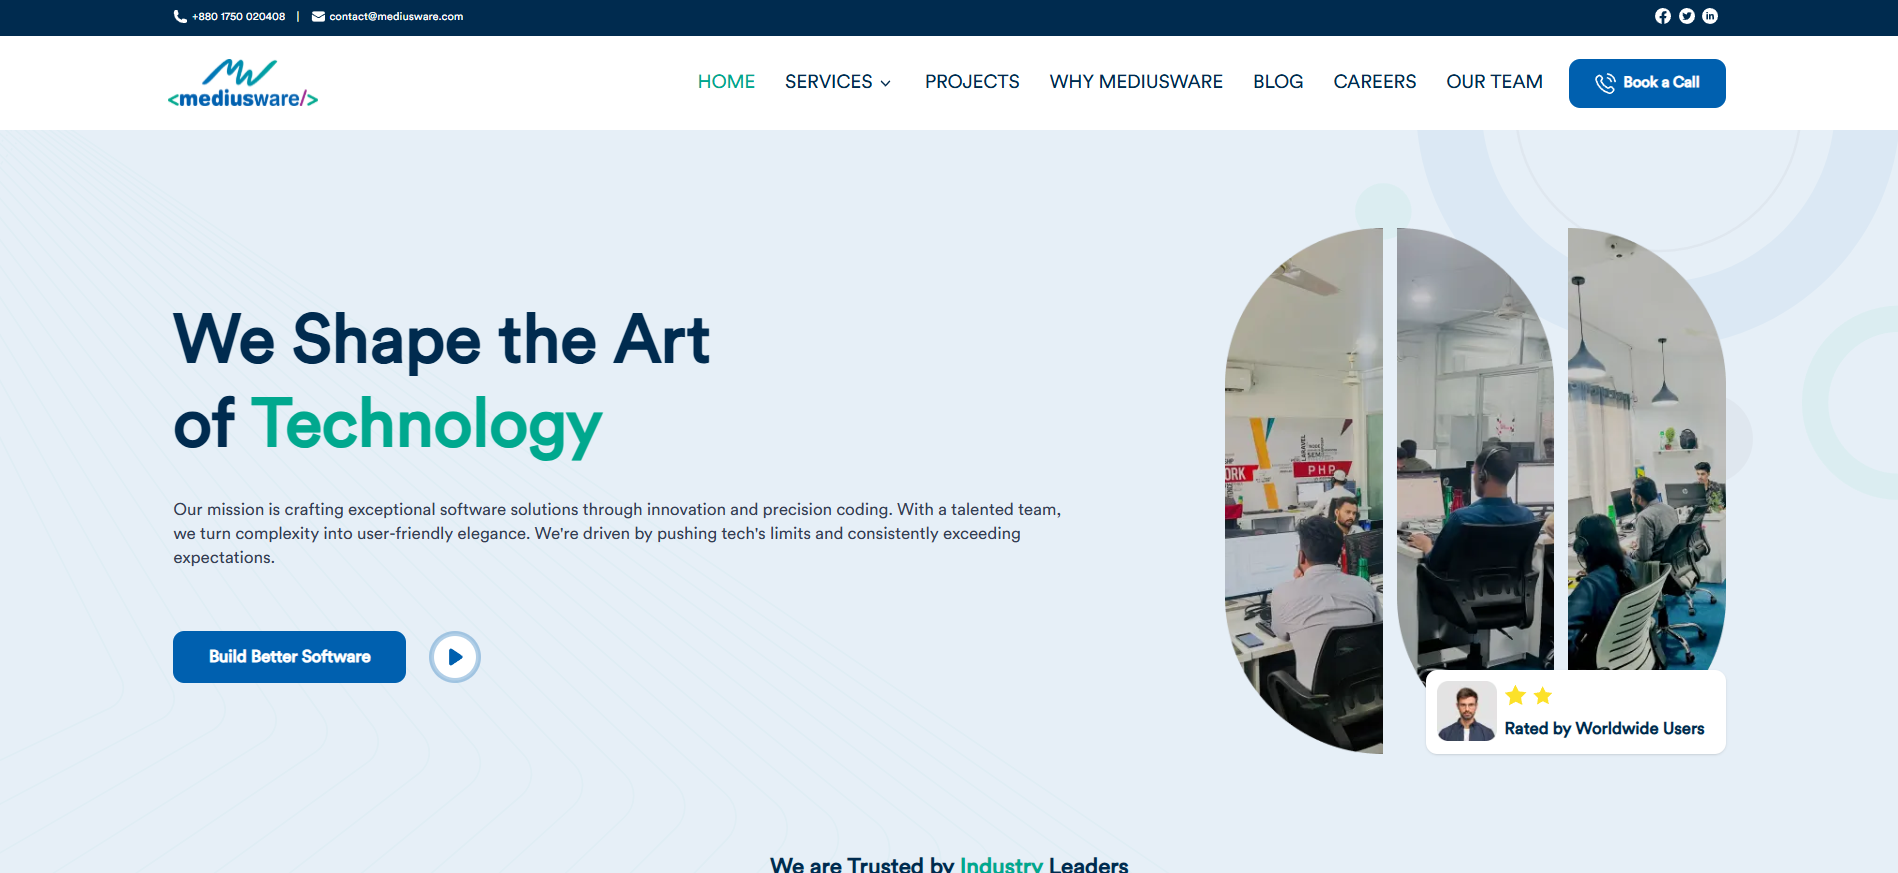 +880 1750 020408 | contact@mediusware.com
<mediusware/>
HOME SERVICES PROJECTS WHY MEDIUSWARE BLOG CAREERS OUR TEAM Book a Call
We Shape the Art
of Technology
Our mission is crafting exceptional software solutions through innovation and precision coding. With a talented team,
we turn complexity into user-friendly elegance. We're driven by pushing tech's limits and consistently exceeding
expectations.
Build Better Software
LARAVEL
SEM
PHP
Rated by Worldwide Users
We are Trusted by Industry Leaders